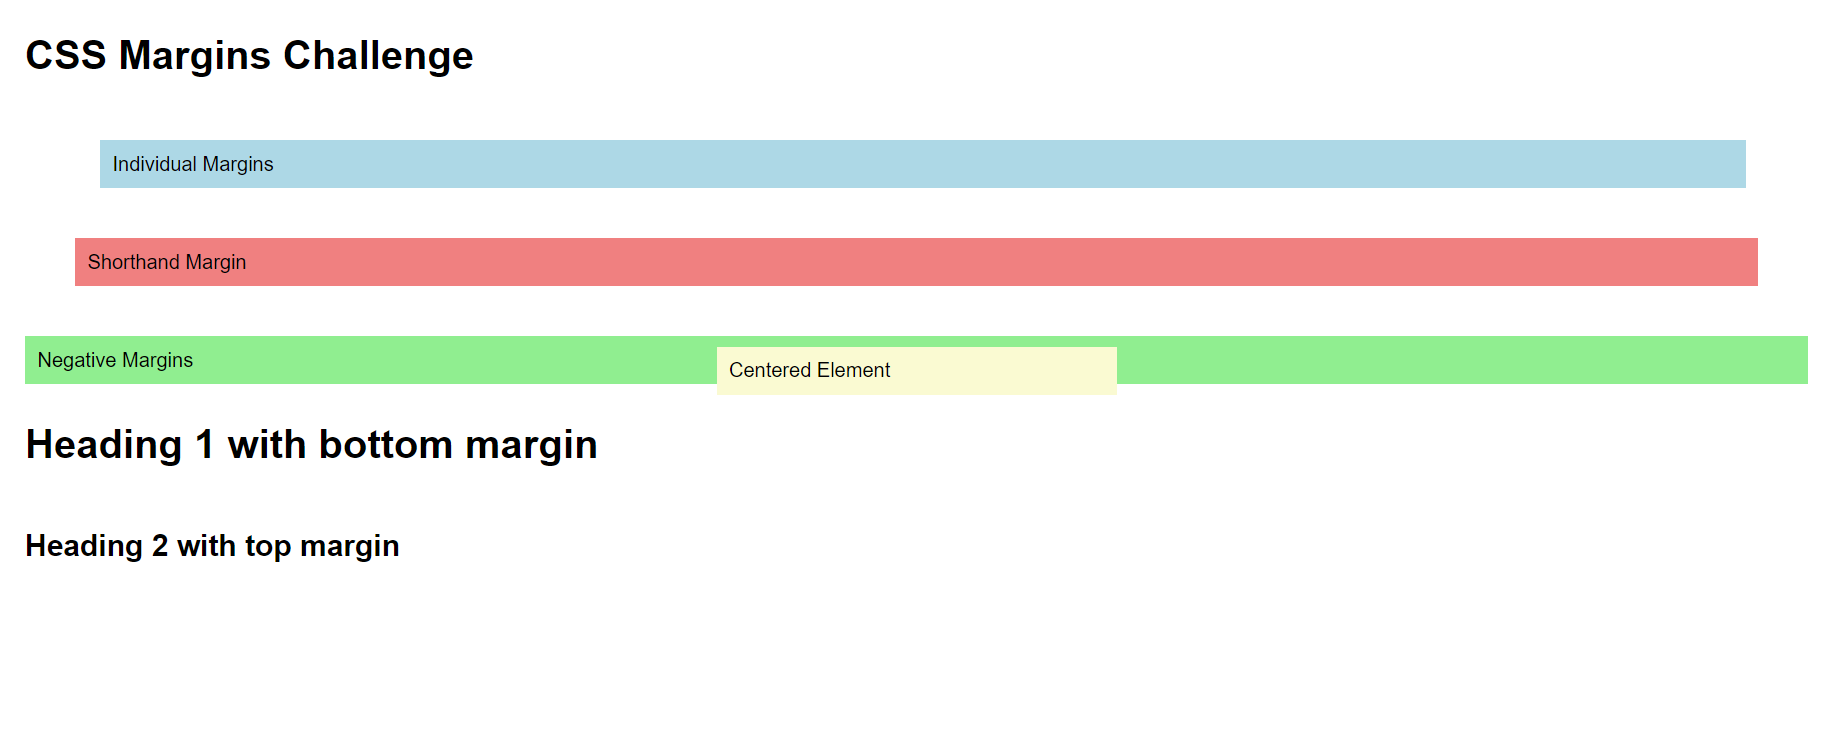 CSS Margins Challenge
Individual Margins
Shorthand Margin
Negative Margins
Centered Element
Heading 1 with bottom margin
Heading 2 with top margin